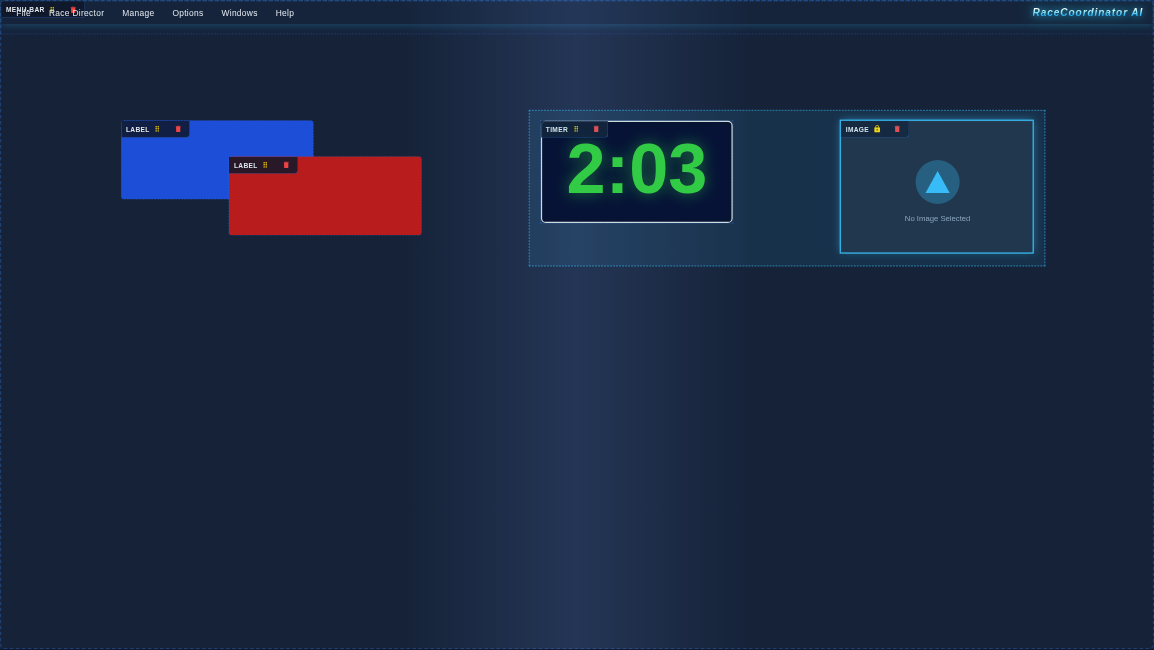 MENU BAR
File Race Director Manage Options Windows Help
RaceCoordinator AI
LABEL
LABEL
TIMER
2:03
IMAGE
No Image Selected